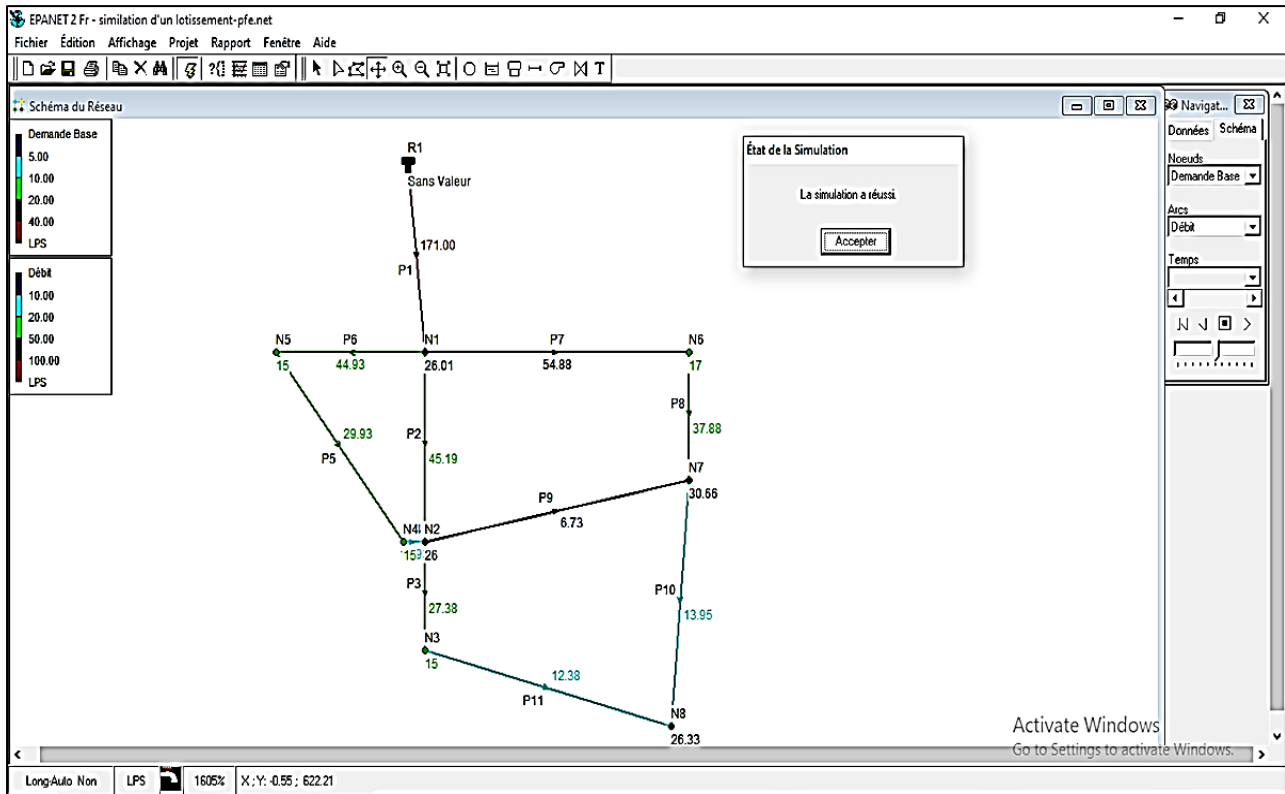 EPANET 2 Fr - similation d'un lotissement-pfe.net
Fichier Édition Affichage Projet Rapport Fenêtre Aide
Schéma du Réseau
Navigat...
Demande Base
5.00
10.00
20.00
40.00
LPS
Débit
10.00
20.00
50.00
100.00
LPS
R1
Sans Valeur
171.00
P1
État de la Simulation
La simulation a réussi.
Accepter
Données Schéma
Noeuds
Demande Base
Arcs
Débit
Temps
N5 P6 N1 P7 N6
15 44.93 26.01 54.88 17
29.93
P5
P2
45.19
P8
37.88
N7
30.66
P9
6.73
N4 N2
15 26
P3
27.38
N3
15
P10
13.95
12.38
P11
N8
26.33
Activate Windows
Go to Settings to activate Windows.
Long-Auto Non LPS 1605% X ; Y: -0.55 ; 622.21